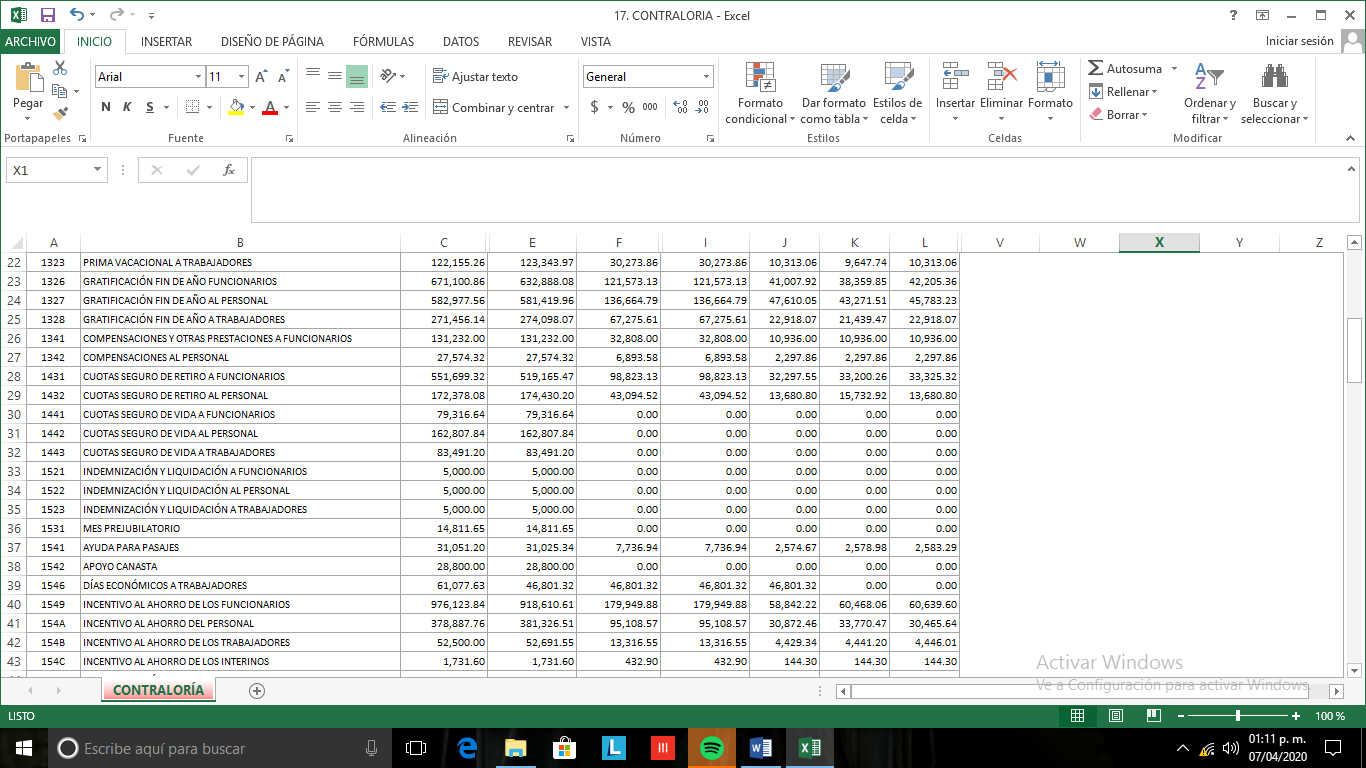 17. CONTRALORIA - Excel
ARCHIVO INICIO INSERTAR DISEÑO DE PÁGINA FÓRMULAS DATOS REVISAR VISTA Iniciar sesión
Pegar
Portapapeles
Arial 11
N K S
Fuente
Ajustar texto
Combinar y centrar
Alineación
General
$ % 000
Número
Formato condicional
Dar formato como tabla
Estilos de celda
Estilos
Insertar Eliminar Formato
Celdas
Autosuma
Rellenar
Borrar
Ordenar y filtrar
Buscar y seleccionar
Modificar
X1 fx
A B C E F I J K L V W X Y Z
22 1323 PRIMA VACACIONAL A TRABAJADORES 122,155.26 123,343.97 30,273.86 30,273.86 10,313.06 9,647.74 10,313.06
23 1326 GRATIFICACIÓN FIN DE AÑO FUNCIONARIOS 671,100.86 632,888.08 121,573.13 121,573.13 41,007.92 38,359.85 42,205.36
24 1327 GRATIFICACIÓN FIN DE AÑO AL PERSONAL 582,977.56 581,419.96 136,664.79 136,664.79 47,610.05 43,271.51 45,783.23
25 1328 GRATIFICACIÓN FIN DE AÑO A TRABAJADORES 271,456.14 274,098.07 67,275.61 67,275.61 22,918.07 21,439.47 22,918.07
26 1341 COMPENSACIONES Y OTRAS PRESTACIONES A FUNCIONARIOS 131,232.00 131,232.00 32,808.00 32,808.00 10,936.00 10,936.00 10,936.00
27 1342 COMPENSACIONES AL PERSONAL 27,574.32 27,574.32 6,893.58 6,893.58 2,297.86 2,297.86 2,297.86
28 1431 CUOTAS SEGURO DE RETIRO A FUNCIONARIOS 551,699.32 519,165.47 98,823.13 98,823.13 32,297.55 33,200.26 33,325.32
29 1432 CUOTAS SEGURO DE RETIRO AL PERSONAL 172,378.08 174,430.20 43,094.52 43,094.52 13,680.80 15,732.92 13,680.80
30 1441 CUOTAS SEGURO DE VIDA A FUNCIONARIOS 79,316.64 79,316.64 0.00 0.00 0.00 0.00 0.00
31 1442 CUOTAS SEGURO DE VIDA AL PERSONAL 162,807.84 162,807.84 0.00 0.00 0.00 0.00 0.00
32 1443 CUOTAS SEGURO DE VIDA A TRABAJADORES 83,491.20 83,491.20 0.00 0.00 0.00 0.00 0.00
33 1521 INDEMNIZACIÓN Y LIQUIDACIÓN A FUNCIONARIOS 5,000.00 5,000.00 0.00 0.00 0.00 0.00 0.00
34 1522 INDEMNIZACIÓN Y LIQUIDACIÓN AL PERSONAL 5,000.00 5,000.00 0.00 0.00 0.00 0.00 0.00
35 1523 INDEMNIZACIÓN Y LIQUIDACIÓN A TRABAJADORES 5,000.00 5,000.00 0.00 0.00 0.00 0.00 0.00
36 1531 MES PREJUBILATORIO 14,811.65 14,811.65 0.00 0.00 0.00 0.00 0.00
37 1541 AYUDA PARA PASAJES 31,051.20 31,025.34 7,736.94 7,736.94 2,574.67 2,578.98 2,583.29
38 1542 APOYO CANASTA 28,800.00 28,800.00 0.00 0.00 0.00 0.00 0.00
39 1546 DÍAS ECONÓMICOS A TRABAJADORES 61,077.63 46,801.32 46,801.32 46,801.32 46,801.32 0.00 0.00
40 1549 INCENTIVO AL AHORRO DE LOS FUNCIONARIOS 976,123.84 918,610.61 179,949.88 179,949.88 58,842.22 60,468.06 60,639.60
41 154A INCENTIVO AL AHORRO DEL PERSONAL 378,887.76 381,326.51 95,108.57 95,108.57 30,872.46 33,770.47 30,465.64
42 154B INCENTIVO AL AHORRO DE LOS TRABAJADORES 52,500.00 52,691.55 13,316.55 13,316.55 4,429.34 4,441.20 4,446.01
43 154C INCENTIVO AL AHORRO DE LOS INTERINOS 1,731.60 1,731.60 432.90 432.90 144.30 144.30 144.30
Activar Windows
Ve a Configuración para activar Windows.
CONTRALORÍA
LISTO 100 %
Escribe aquí para buscar
01:11 p. m.
07/04/2020